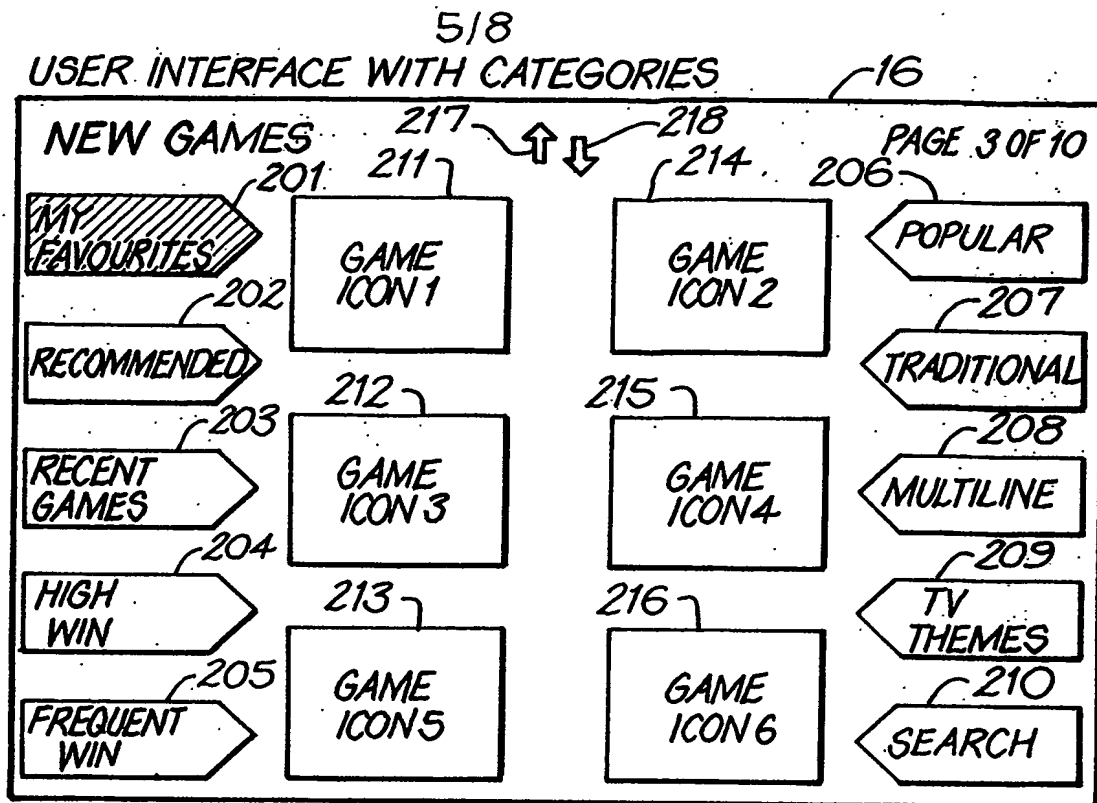 5/8
USER INTERFACE WITH CATEGORIES
16
NEW GAMES
217
218
PAGE 3 OF 10
201
MY
FAVOURITES
211
GAME
ICON 1
214
GAME
ICON 2
206
POPULAR
202
RECOMMENDED
207
TRADITIONAL
203
RECENT
GAMES
212
GAME
ICON 3
215
GAME
ICON 4
208
MULTILINE
204
HIGH
WIN
209
TV
THEMES
205
FREQUENT
WIN
213
GAME
ICON 5
216
GAME
ICON 6
210
SEARCH